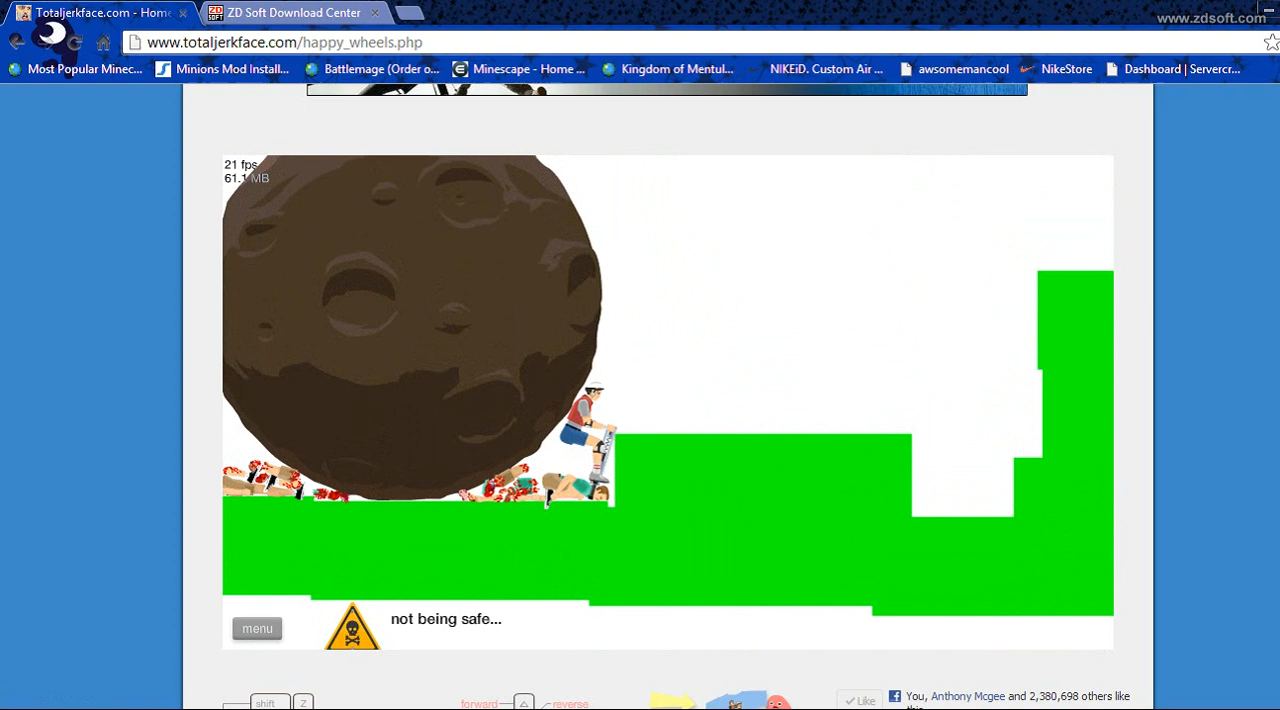 Totaljerkface.com - Home
ZD SOFT
ZD Soft Download Center
www.zdsoft.com
www.totaljerkface.com/happy_wheels.php
Most Popular Minec...
Minions Mod Install...
Battlemage (Order o...
Minescape - Home ...
Kingdom of Mentul...
NIKEiD. Custom Air ...
awsomemancool
NikeStore
Dashboard | Servercr...
21 fps
61.1 MB
not being safe...
menu
shift
Z
forward
reverse
Like
You, Anthony Mcgee and 2,380,698 others like